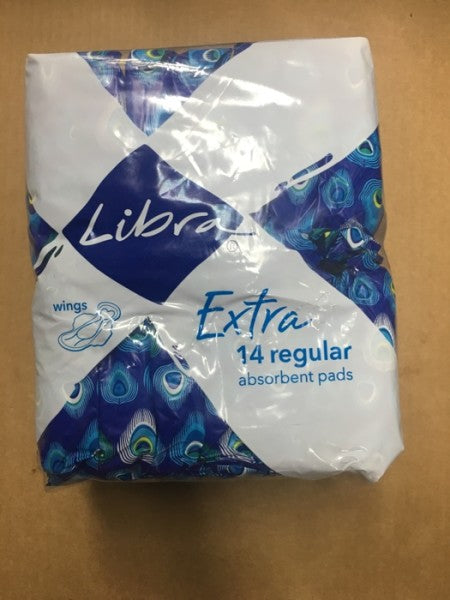 Libra
wings
Extra
14 regular
absorbent pads